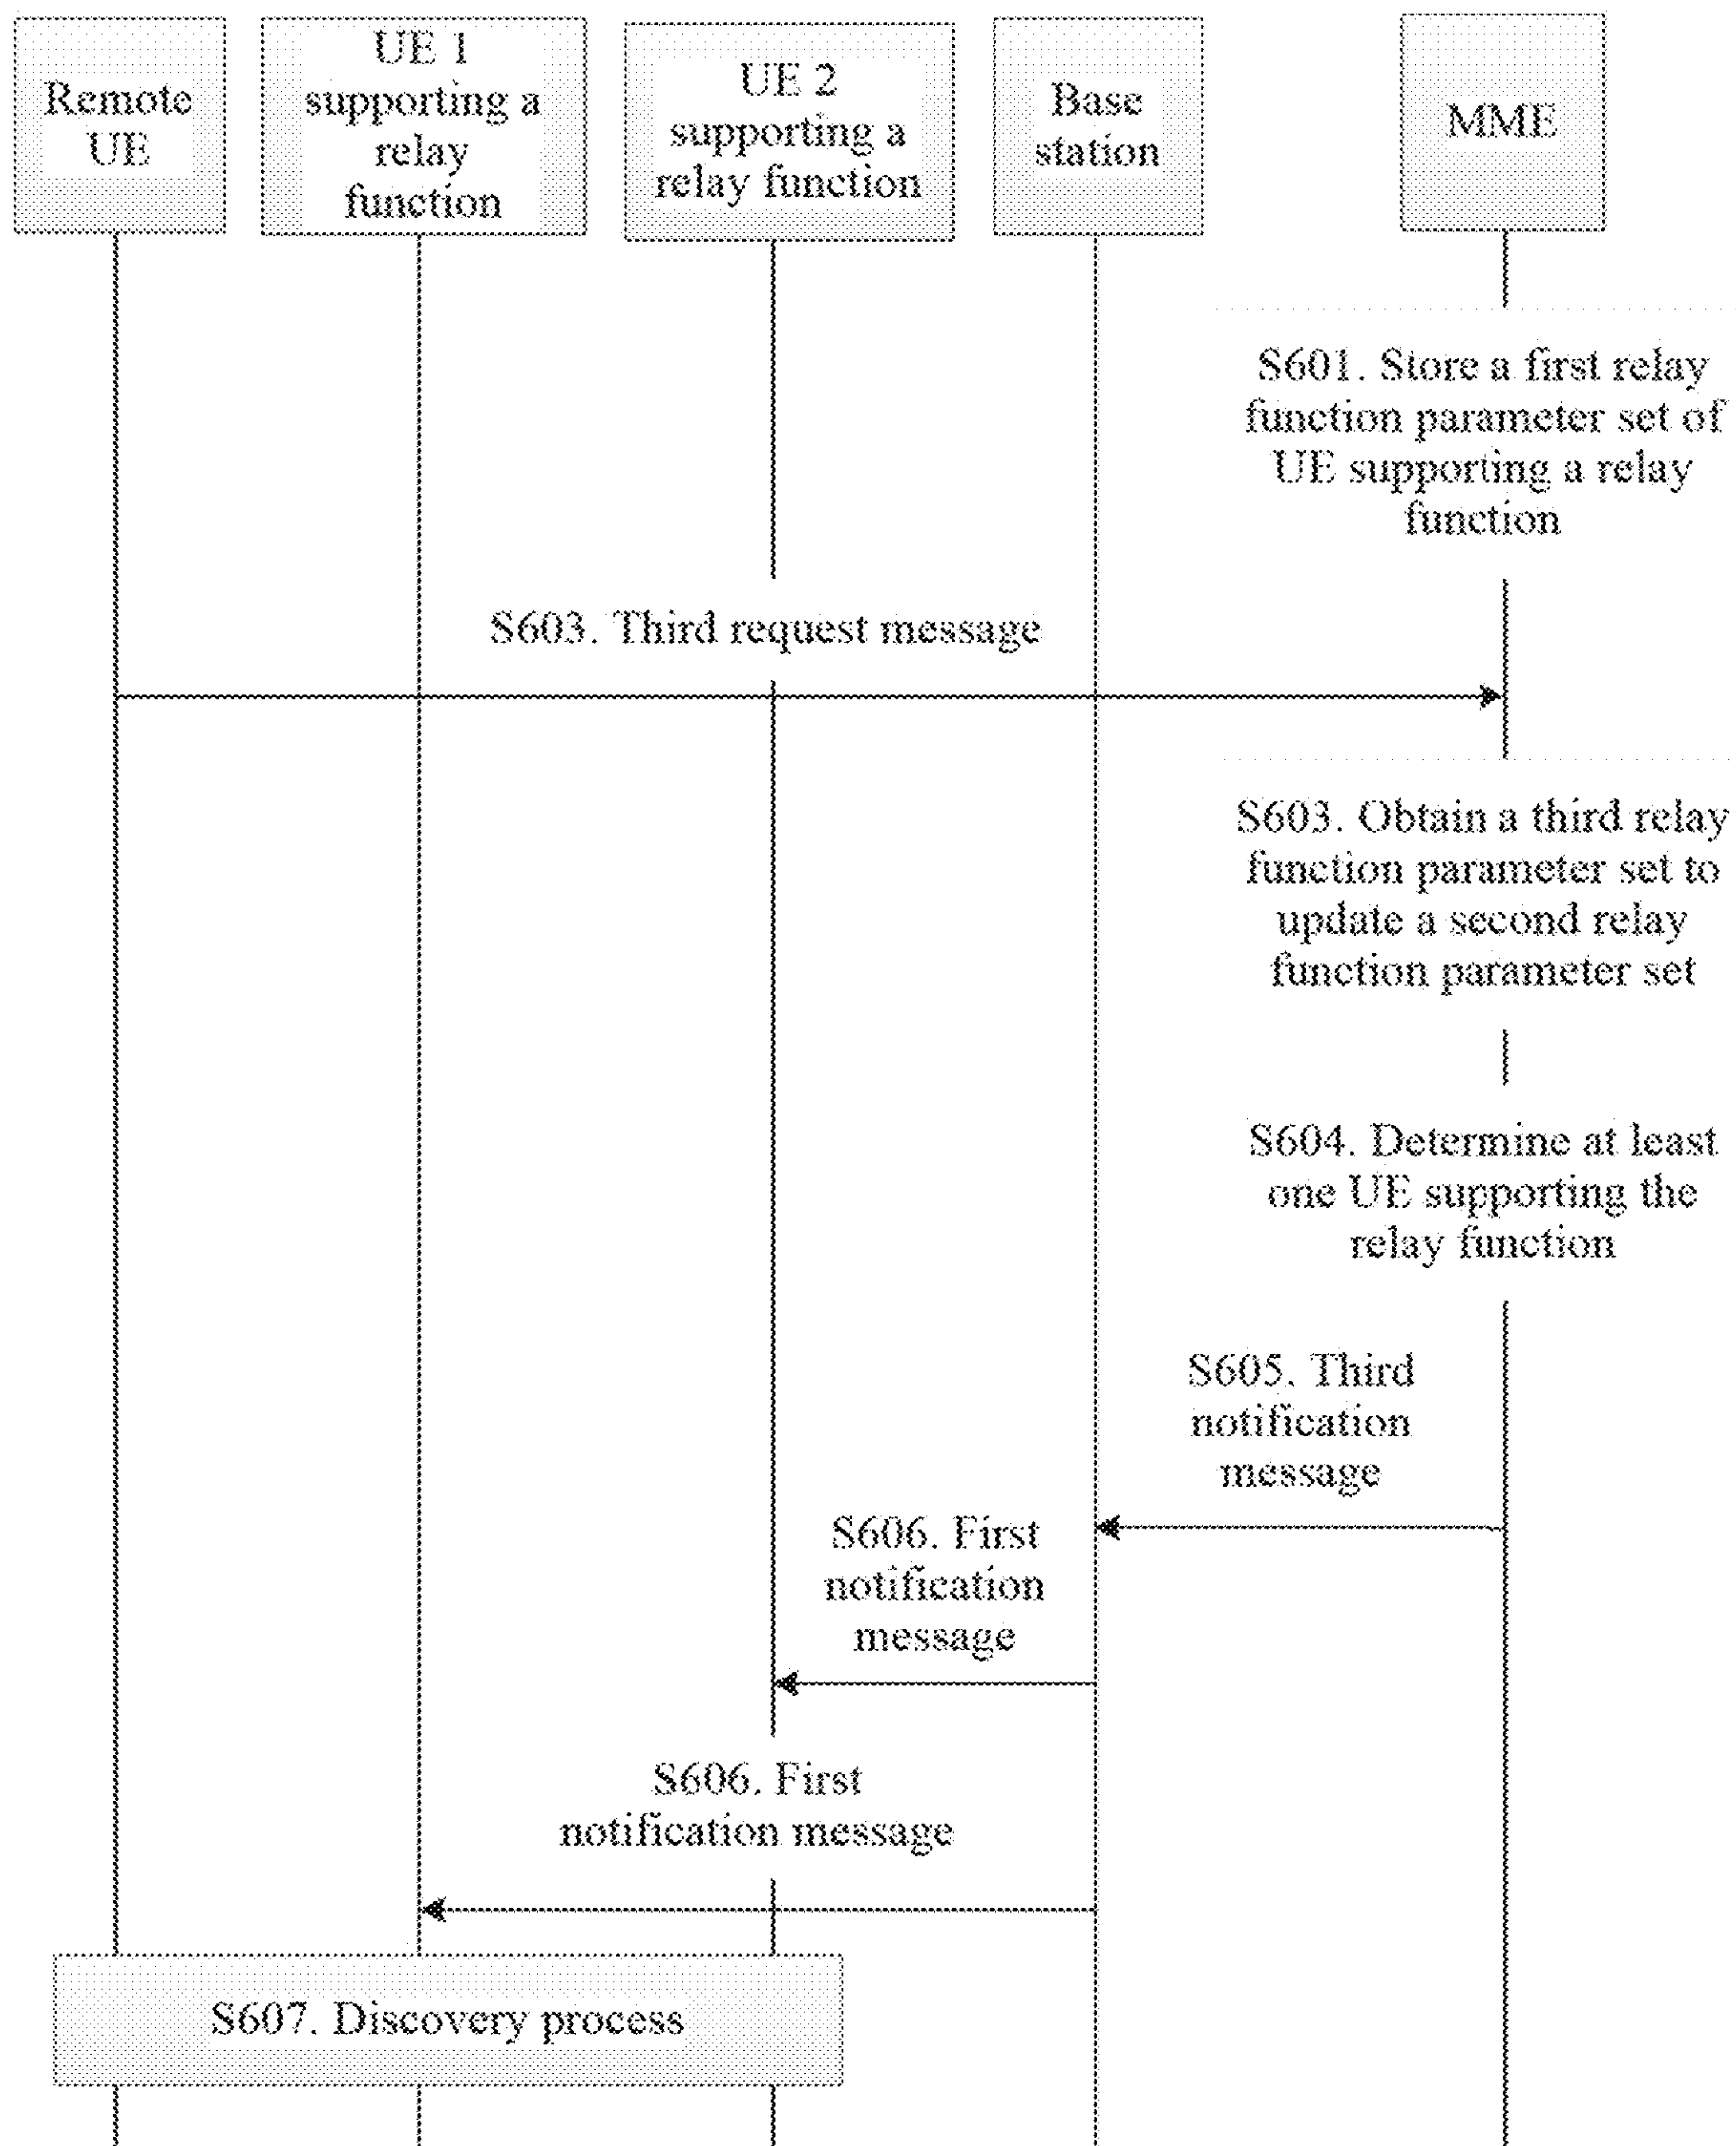 Remote
UE
UE 1
supporting a
relay
function
UE 2
supporting a
relay function
Base
station
MME
S601. Store a first relay
function parameter set of
UE supporting a relay
function
S603. Third request message
S603. Obtain a third relay
function parameter set to
update a second relay
function parameter set
S604. Determine at least
one UE supporting the
relay function
S605. Third
notification
message
S606. First
notification
message
S606. First
notification message
S607. Discovery process